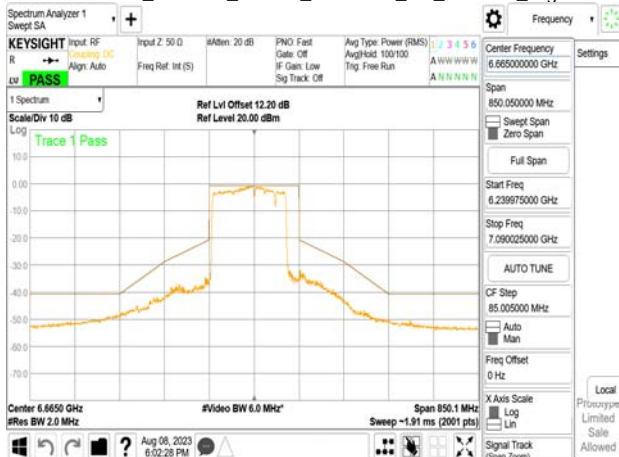 Spectrum Analyzer 1
Swept SA
+
Frequency
KEYSIGHT
R
PASS
Input: RF
Coupling: DC
Align: Auto
Input Z: 50 Ω
Freq Ref: Int (S)
#Atten: 20 dB
PNO: Fast
Gate: Off
IF Gain: Low
Sig Track: Off
Avg Type: Power (RMS)
Avg|Hold: 100/100
Trig: Free Run
1 2 3 4 5 6
A W W W W W
A N N N N N
1 Spectrum
Scale/Div 10 dB
Ref Lvl Offset 12.20 dB
Ref Level 20.00 dBm
Log
Trace 1 Pass
10.0
0.00
-10.0
-20.0
-30.0
-40.0
-50.0
-60.0
-70.0
Center 6.6650 GHz
#Res BW 2.0 MHz
#Video BW 6.0 MHz*
Span 850.1 MHz
Sweep ~1.91 ms (2001 pts)
?
Aug 08, 2023
6:02:28 PM
Center Frequency
6.665000000 GHz
Settings
Span
850.050000 MHz
Swept Span
Zero Span
Full Span
Start Freq
6.239975000 GHz
Stop Freq
7.090025000 GHz
AUTO TUNE
CF Step
85.005000 MHz
Auto
Man
Freq Offset
0 Hz
X Axis Scale
Log
Lin
Signal Track
(Span Zoom)
Local
Prototype
Limited
Sale
Allowed